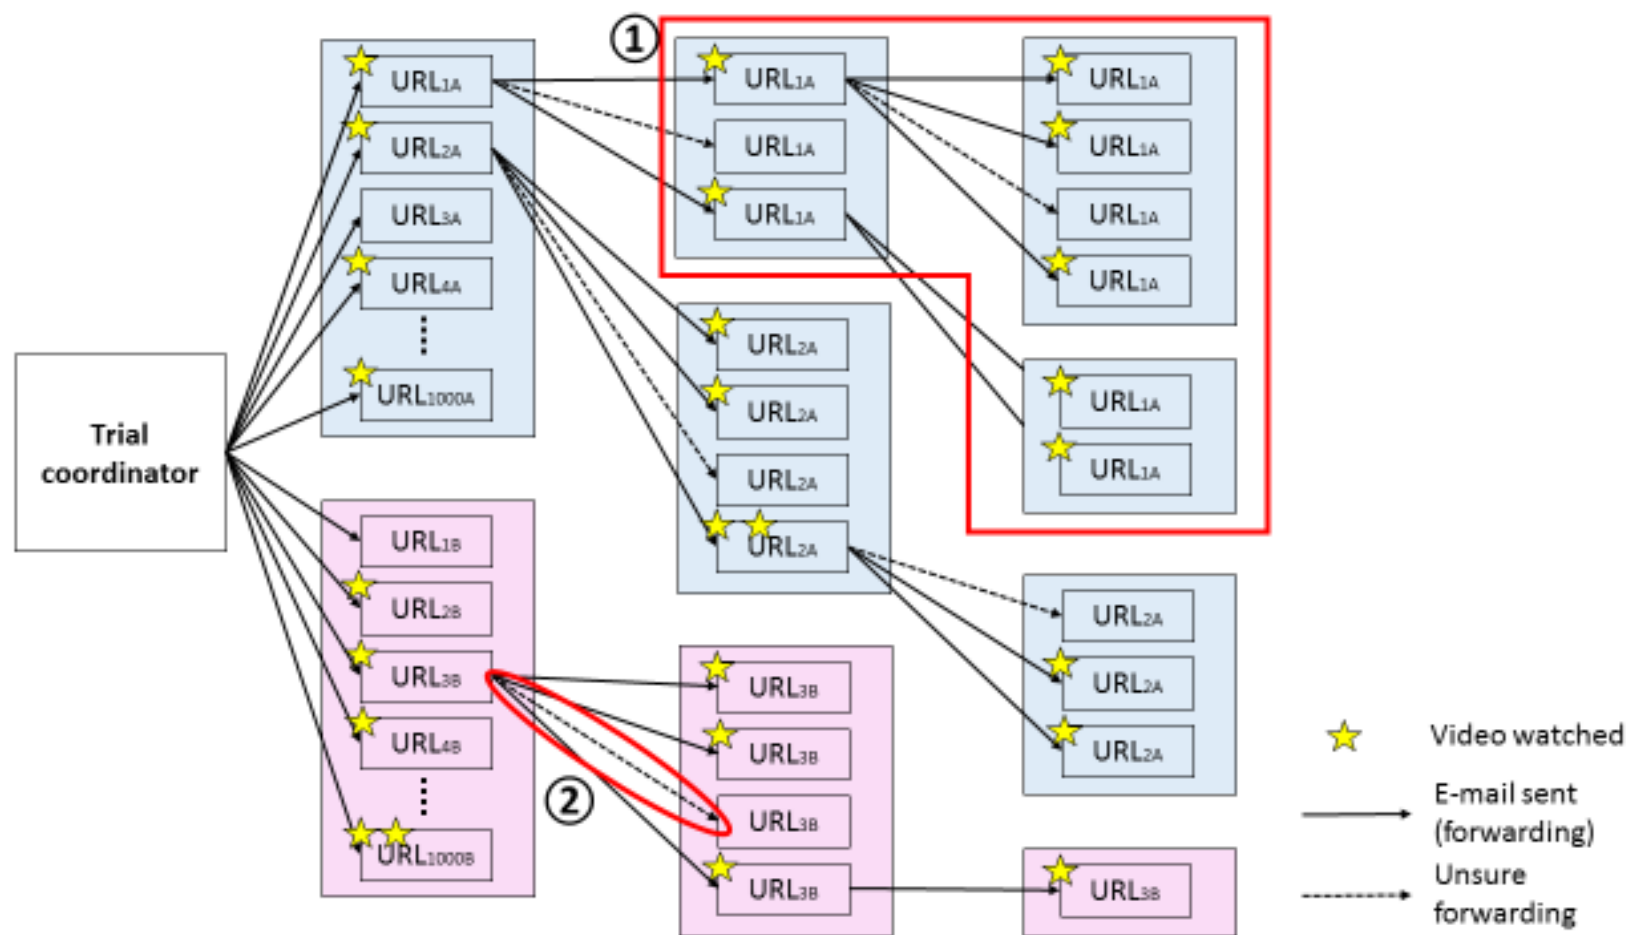 ①
Trial
coordinator
URL1A
URL2A
URL3A
URL4A
URL1000A
URL1B
URL2B
URL3B
URL4B
URL1000B
②
URL1A
URL1A
URL1A
URL2A
URL2A
URL2A
URL2A
URL3B
URL3B
URL3B
URL3B
URL1A
URL1A
URL1A
URL1A
URL1A
URL1A
URL2A
URL2A
URL2A
URL3B
Video watched
E-mail sent
(forwarding)
Unsure
forwarding